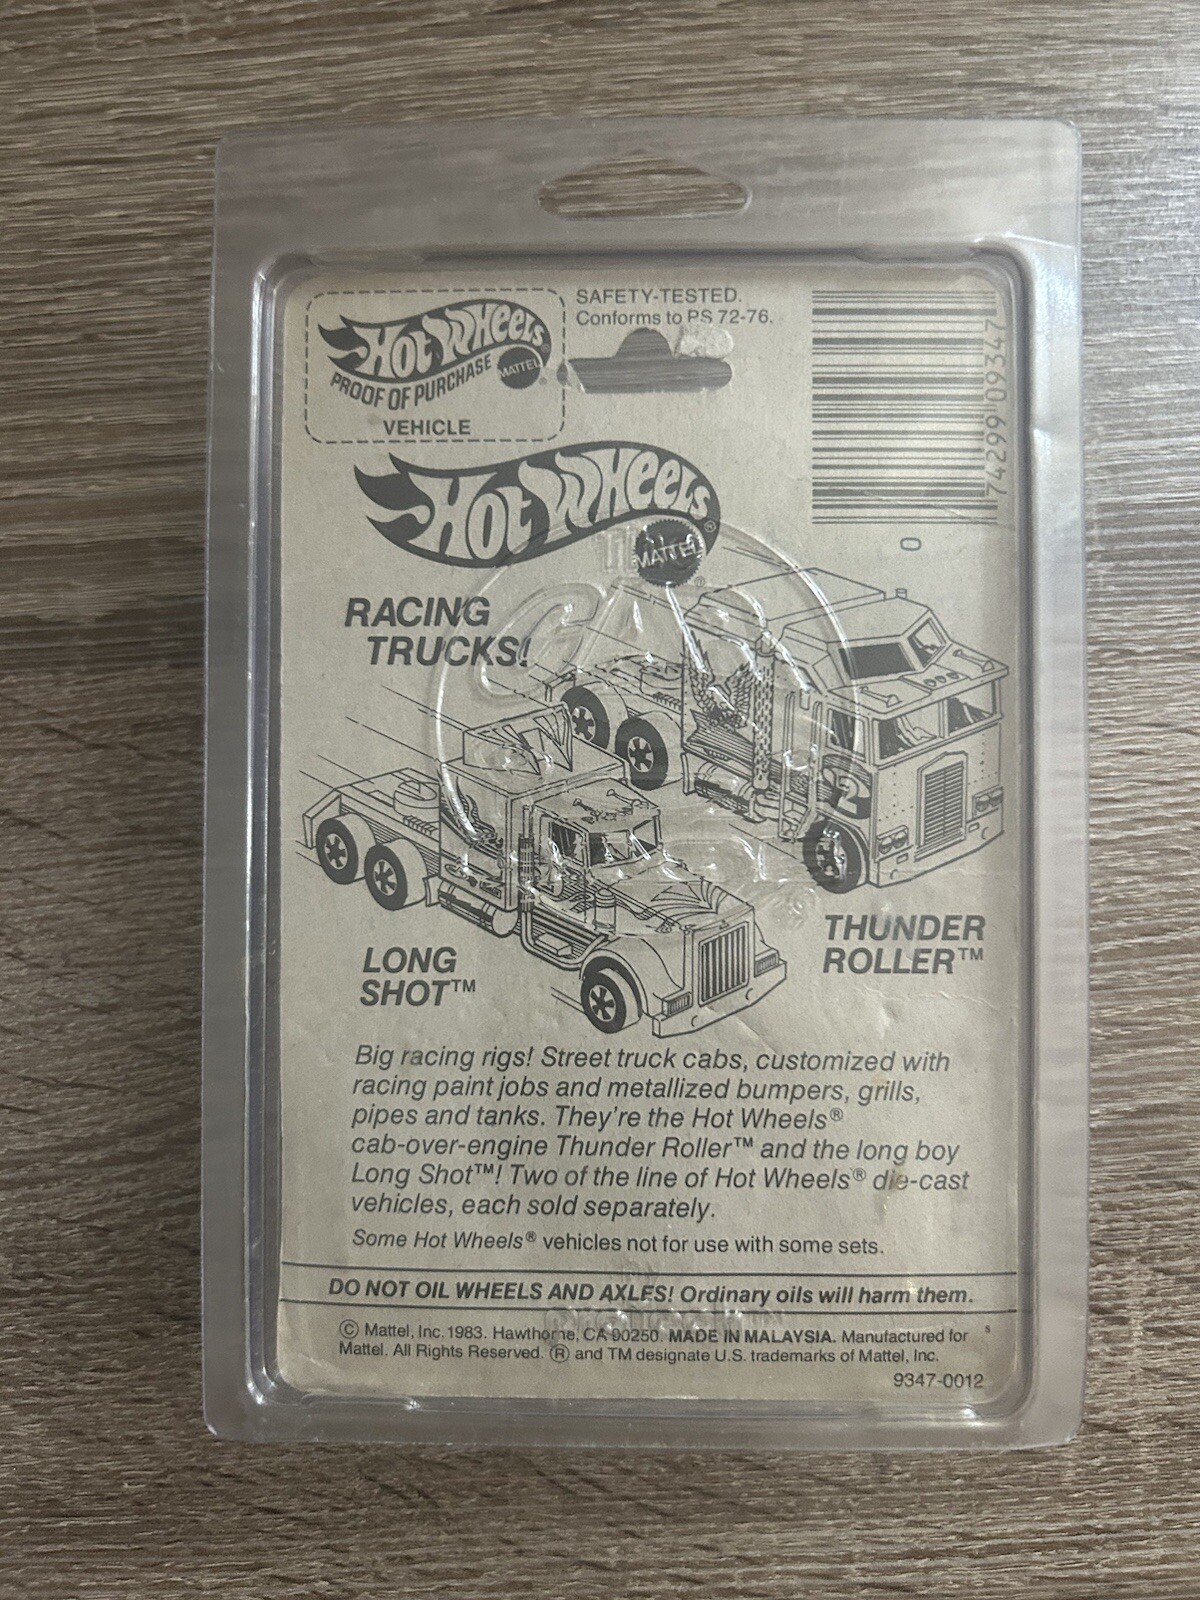 Hot Wheels®
MATTEL
PROOF OF PURCHASE
VEHICLE
SAFETY-TESTED.
Conforms to PS 72-76.
74299 09347
0
Hot Wheels®
MATTEL®
RACING
TRUCKS!
2
LONG
SHOT™
THUNDER
ROLLER™
Big racing rigs! Street truck cabs, customized with
racing paint jobs and metallized bumpers, grills,
pipes and tanks. They're the Hot Wheels®
cab-over-engine Thunder Roller™ and the long boy
Long Shot™! Two of the line of Hot Wheels® die-cast
vehicles, each sold separately.
Some Hot Wheels® vehicles not for use with some sets.
DO NOT OIL WHEELS AND AXLES! Ordinary oils will harm them.
© Mattel, Inc. 1983. Hawthorne, CA 90250. MADE IN MALAYSIA. Manufactured for
Mattel. All Rights Reserved. ® and TM designate U.S. trademarks of Mattel, Inc.
s
9347-0012